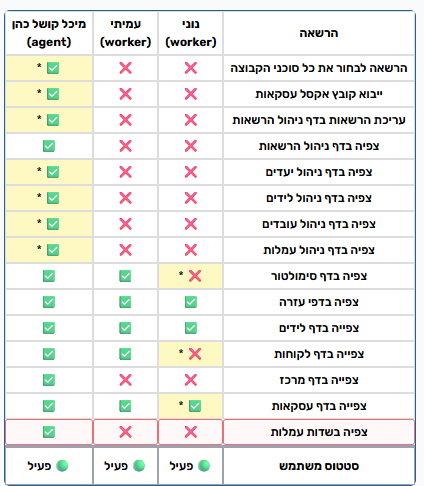 הרשאה נוני עמיתי מיכל קושל כהן
(worker) (worker) (agent)
הרשאה לבחור את כל סוכני הקבוצה ❌ ❌ ✅ *
ייבוא קובץ אקסל עסקאות ❌ ❌ ✅ *
עריכת הרשאות בדף ניהול הרשאות ❌ ❌ ✅ *
צפיה בדף ניהול הרשאות ❌ ❌ ✅
צפיה בדף ניהול יעדים ❌ ❌ ✅ *
צפיה בדף ניהול לידים ❌ ❌ ✅ *
צפיה בדף ניהול עובדים ❌ ❌ ✅ *
צפיה בדף ניהול עמלות ❌ ❌ ✅ *
צפיה בדף סימולטור ❌ * ✅ ✅
צפיה בדפי עזרה ✅ ✅ ✅
צפיה בדף לידים ✅ ✅ ✅
צפייה בדף לקוחות ❌ * ✅ ✅
צפייה בדף מרכז ❌ ❌ ✅
צפייה בדף עסקאות ✅ * ✅ ✅
צפיה בשדות עמלות ❌ ❌ ✅
סטטוס משתמש פעיל פעיל פעיל